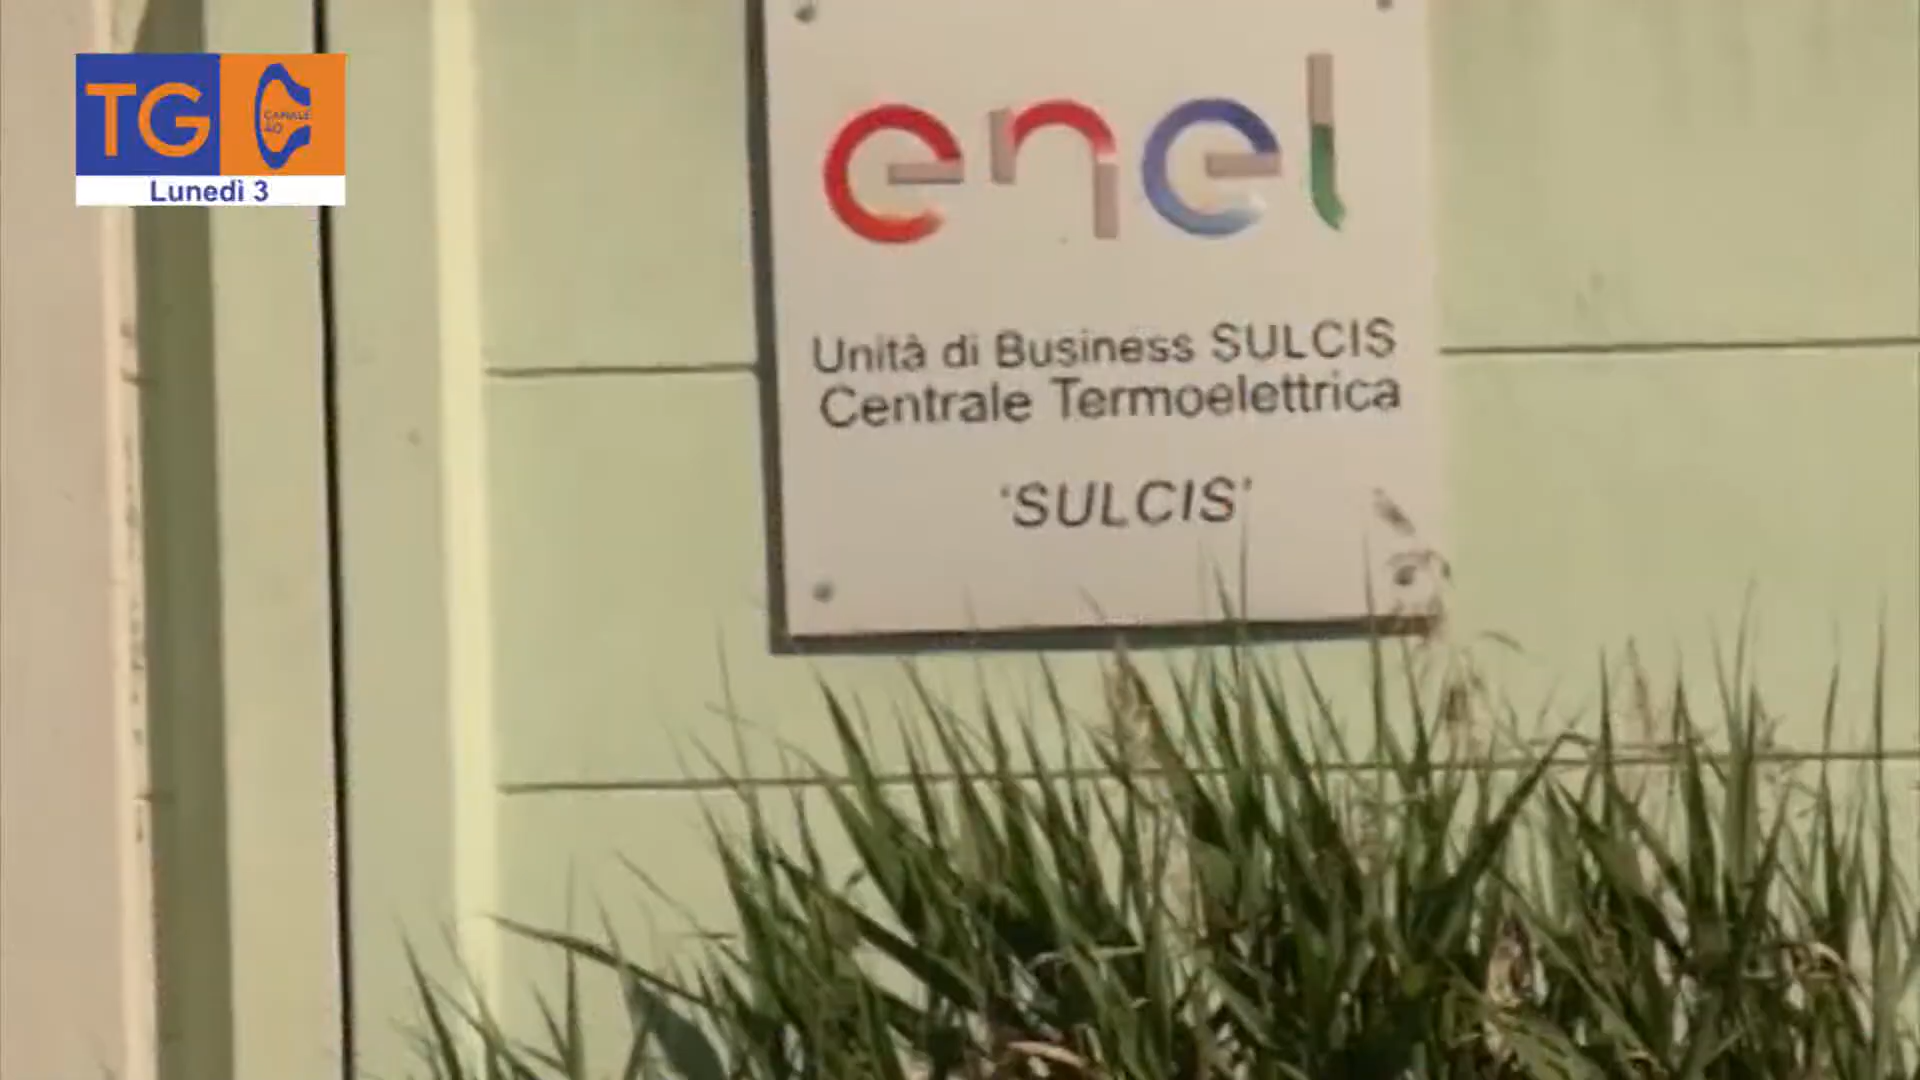 TG
CANALE
40
Lunedì 3
enel
Unità di Business SULCIS
Centrale Termoelettrica
'SULCIS'